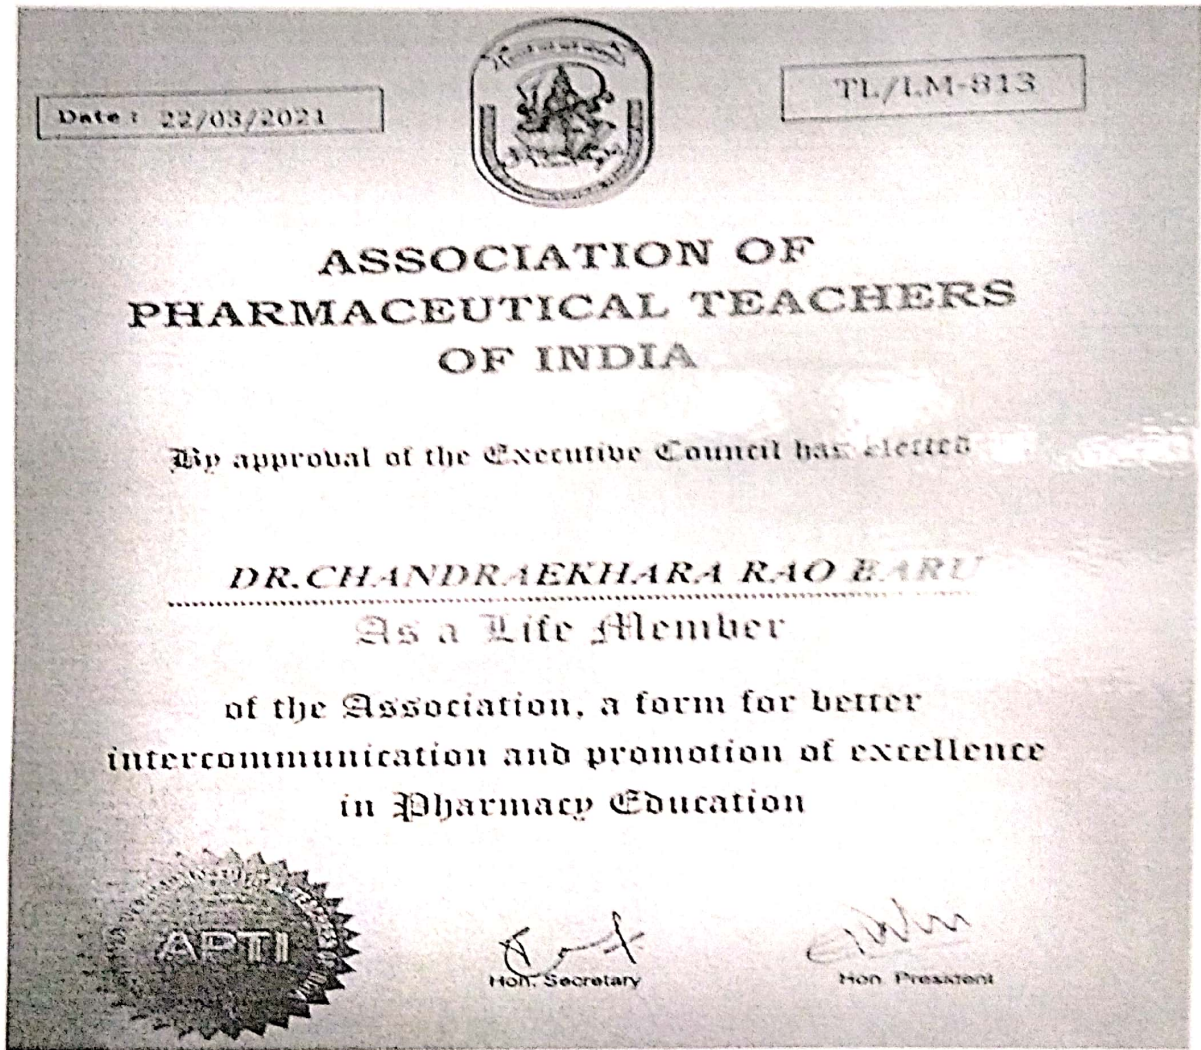 Date : 22/03/2021
TL/LM-813
ASSOCIATION OF
PHARMACEUTICAL TEACHERS
OF INDIA
By approval of the Executive Council has elected
DR.CHANDRAEKHARA RAO BARU
As a Life Member
of the Association, a form for better
intercommunication and promotion of excellence
in Pharmacy Education
APTI
Hon. Secretary
Hon President